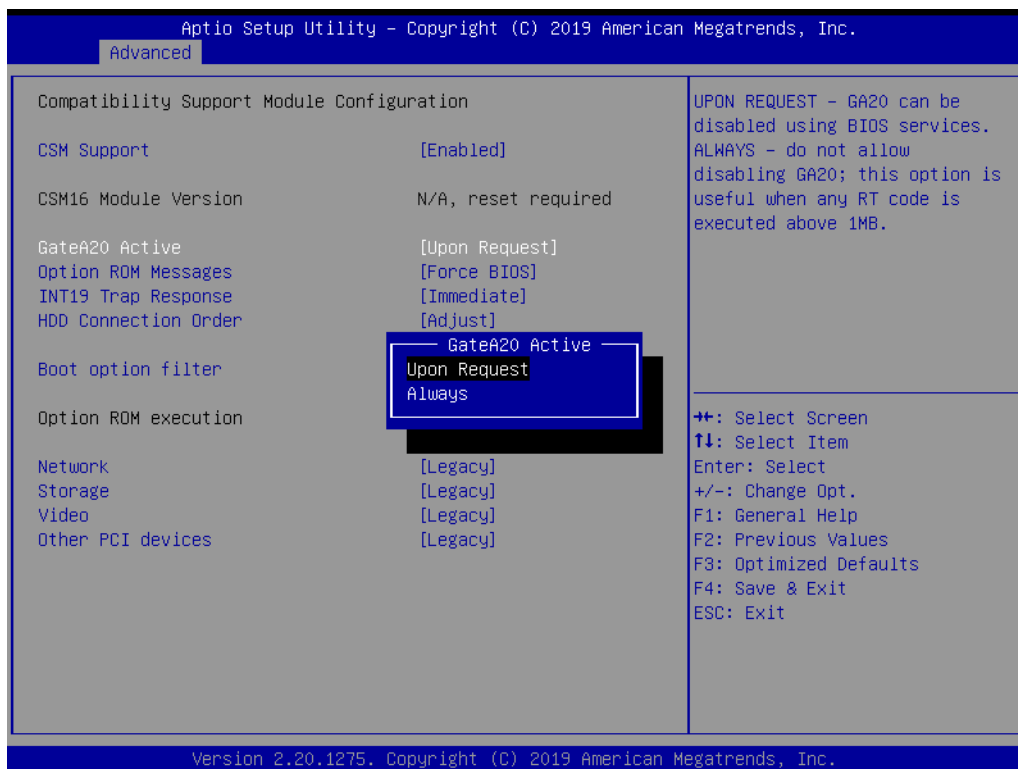 Aptio Setup Utility – Copyright (C) 2019 American Megatrends, Inc.
Advanced
Compatibility Support Module Configuration
CSM Support [Enabled]
CSM16 Module Version N/A, reset required
GateA20 Active [Upon Request]
Option ROM Messages [Force BIOS]
INT19 Trap Response [Immediate]
HDD Connection Order [Adjust]
Boot option filter
Option ROM execution
Network [Legacy]
Storage [Legacy]
Video [Legacy]
Other PCI devices [Legacy]
GateA20 Active
Upon Request
Always
UPON REQUEST – GA20 can be
disabled using BIOS services.
ALWAYS – do not allow
disabling GA20; this option is
useful when any RT code is
executed above 1MB.
→←: Select Screen
↑↓: Select Item
Enter: Select
+/-: Change Opt.
F1: General Help
F2: Previous Values
F3: Optimized Defaults
F4: Save & Exit
ESC: Exit
Version 2.20.1275. Copyright (C) 2019 American Megatrends, Inc.